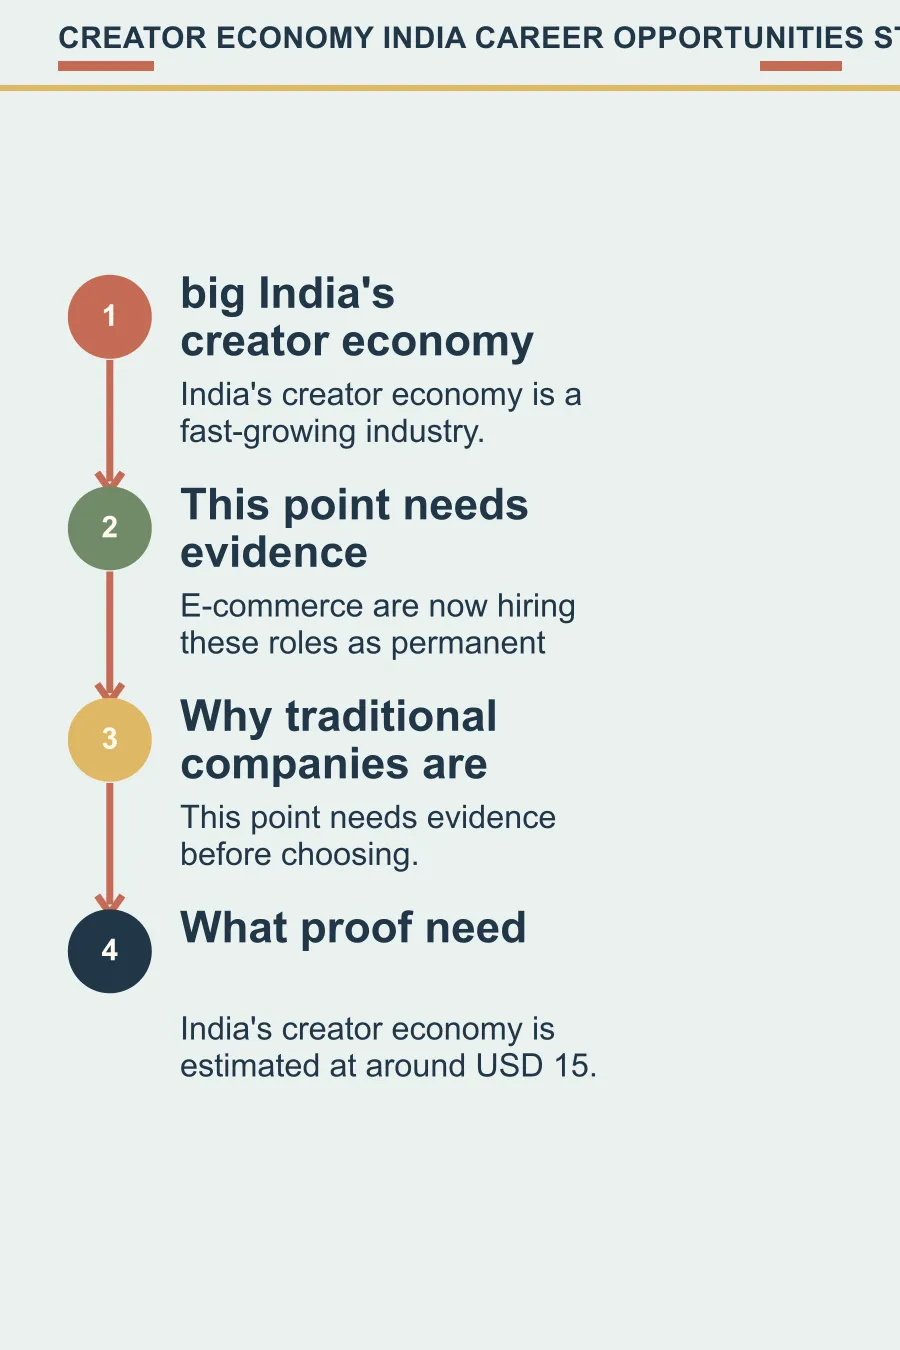 CREATOR ECONOMY INDIA CAREER OPPORTUNITIES ST
1
big India's
creator economy
India's creator economy is a
fast-growing industry.
2
This point needs
evidence
E-commerce are now hiring
these roles as permanent
3
Why traditional
companies are
This point needs evidence
before choosing.
4
What proof need
India's creator economy is
estimated at around USD 15.